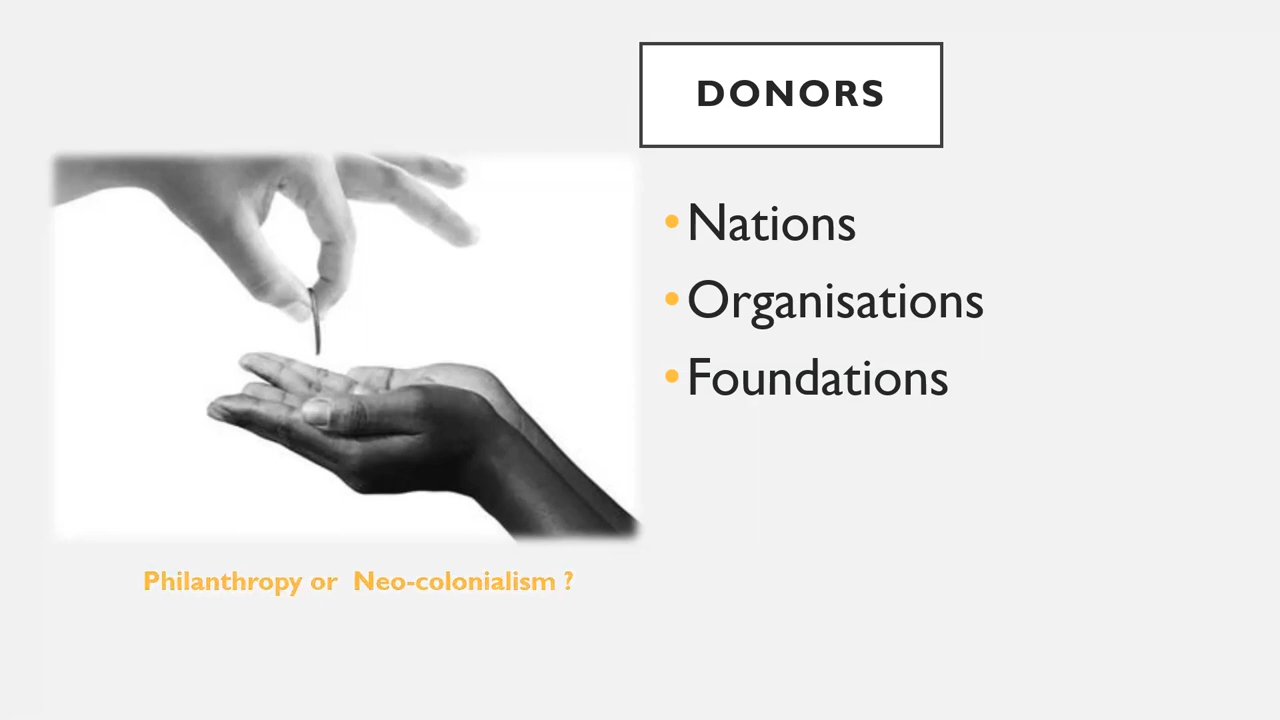 DONORS
•Nations
•Organisations
•Foundations
Philanthropy or Neo-colonialism ?